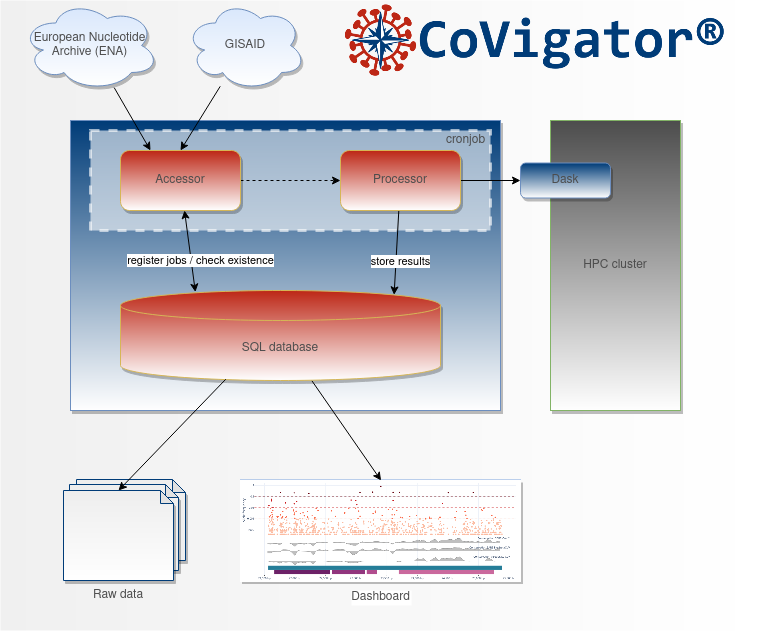 European Nucleotide
Archive (ENA)
GISAID
CoVigator®
cronjob
Accessor
Processor
Dask
register jobs / check existence
store results
HPC cluster
SQL database
Raw data
Dashboard